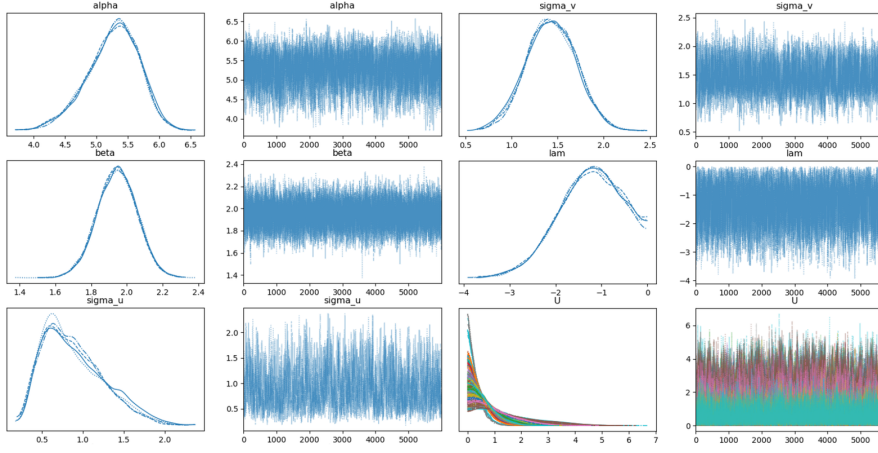 alpha
alpha
sigma_v
sigma_v
6.5
6.0
5.5
5.0
4.5
4.0
2.5
2.0
1.5
1.0
0.5
4.0 4.5 5.0 5.5 6.0 6.5
0 1000 2000 3000 4000 5000
0.5 1.0 1.5 2.0 2.5
0 1000 2000 3000 4000 5000
beta
beta
lam
lam
2.4
2.2
2.0
1.8
1.6
1.4
0
−1
−2
−3
−4
1.4 1.6 1.8 2.0 2.2 2.4
0 1000 2000 3000 4000 5000
−4 −3 −2 −1 0
0 1000 2000 3000 4000 5000
sigma_u
sigma_u
U
U
2.0
1.5
1.0
0.5
6
4
2
0
0.5 1.0 1.5 2.0
0 1000 2000 3000 4000 5000
0 1 2 3 4 5 6 7
0 1000 2000 3000 4000 5000